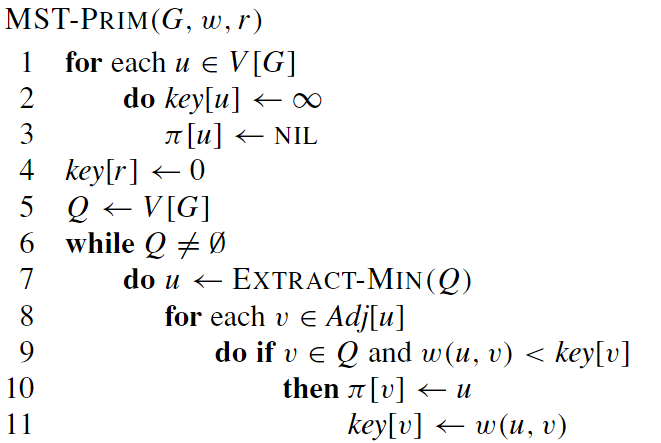 MST-PRIM(G, w, r)
1 for each u ∈ V[G]
2 do key[u] ← ∞
3 π[u] ← NIL
4 key[r] ← 0
5 Q ← V[G]
6 while Q ≠ Ø
7 do u ← EXTRACT-MIN(Q)
8 for each v ∈ Adj[u]
9 do if v ∈ Q and w(u, v) < key[v]
10 then π[v] ← u
11 key[v] ← w(u, v)